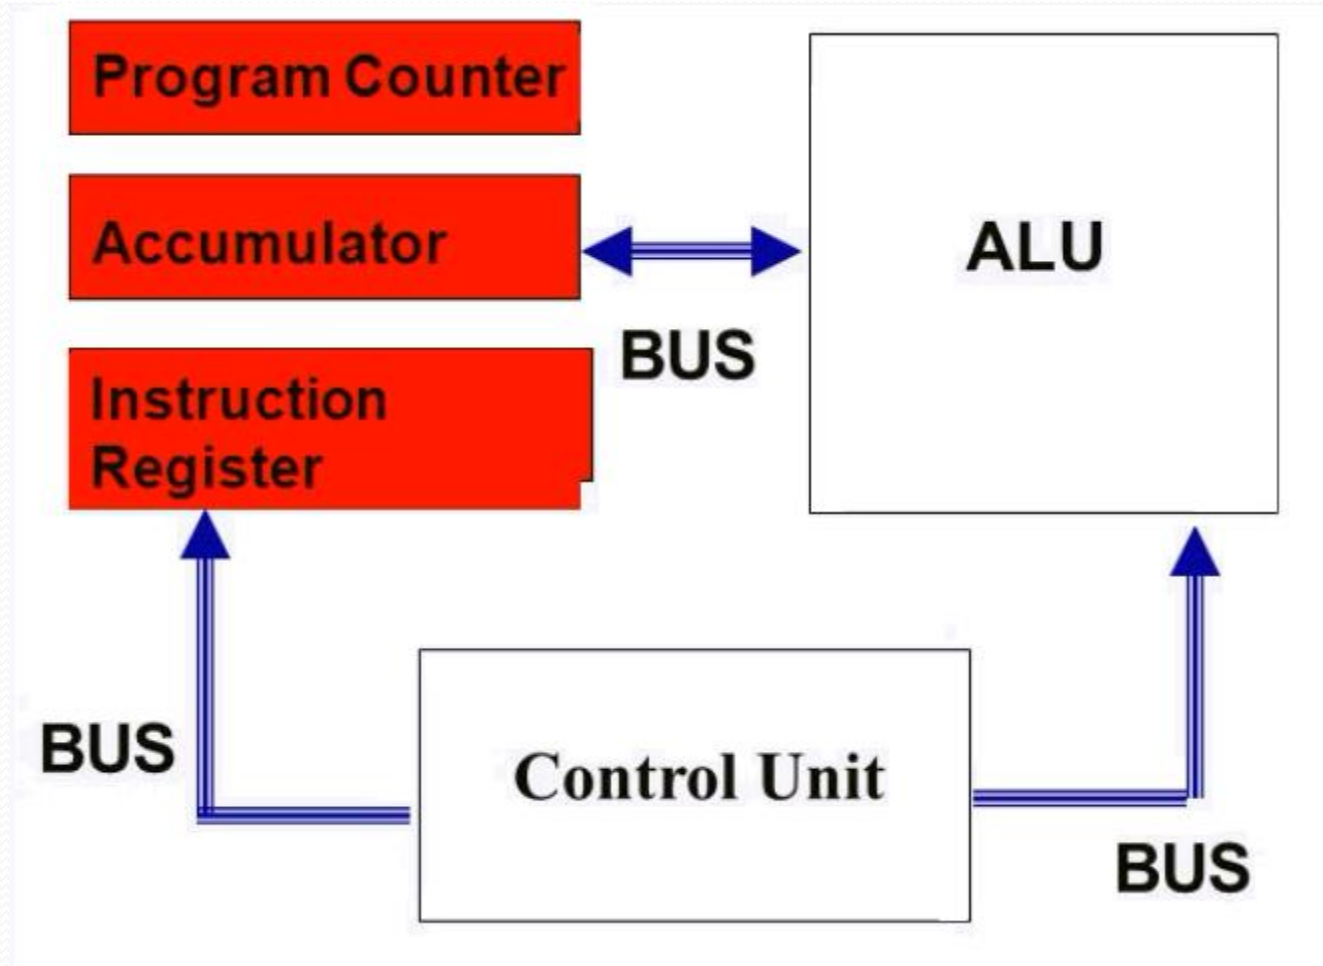 Program Counter
Accumulator
ALU
BUS
Instruction
Register
BUS
Control Unit
BUS